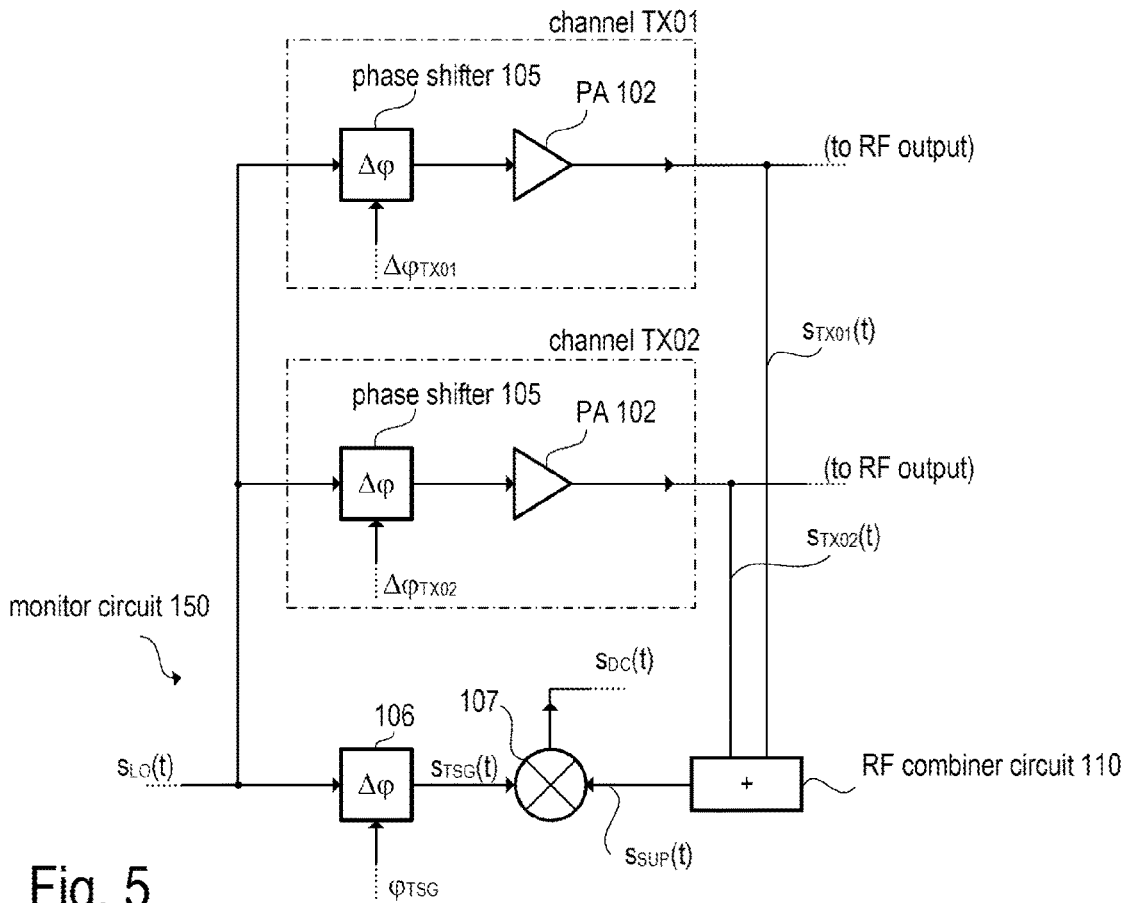 channel TX01
phase shifter 105
PA 102
Δφ
(to RF output)
ΔφTX01
channel TX02
sTX01(t)
phase shifter 105
PA 102
Δφ
(to RF output)
sTX02(t)
ΔφTX02
monitor circuit 150
sDC(t)
106
107
sLO(t)
Δφ
sTSG(t)
+
RF combiner circuit 110
sSUP(t)
φTSG
Fig. 5